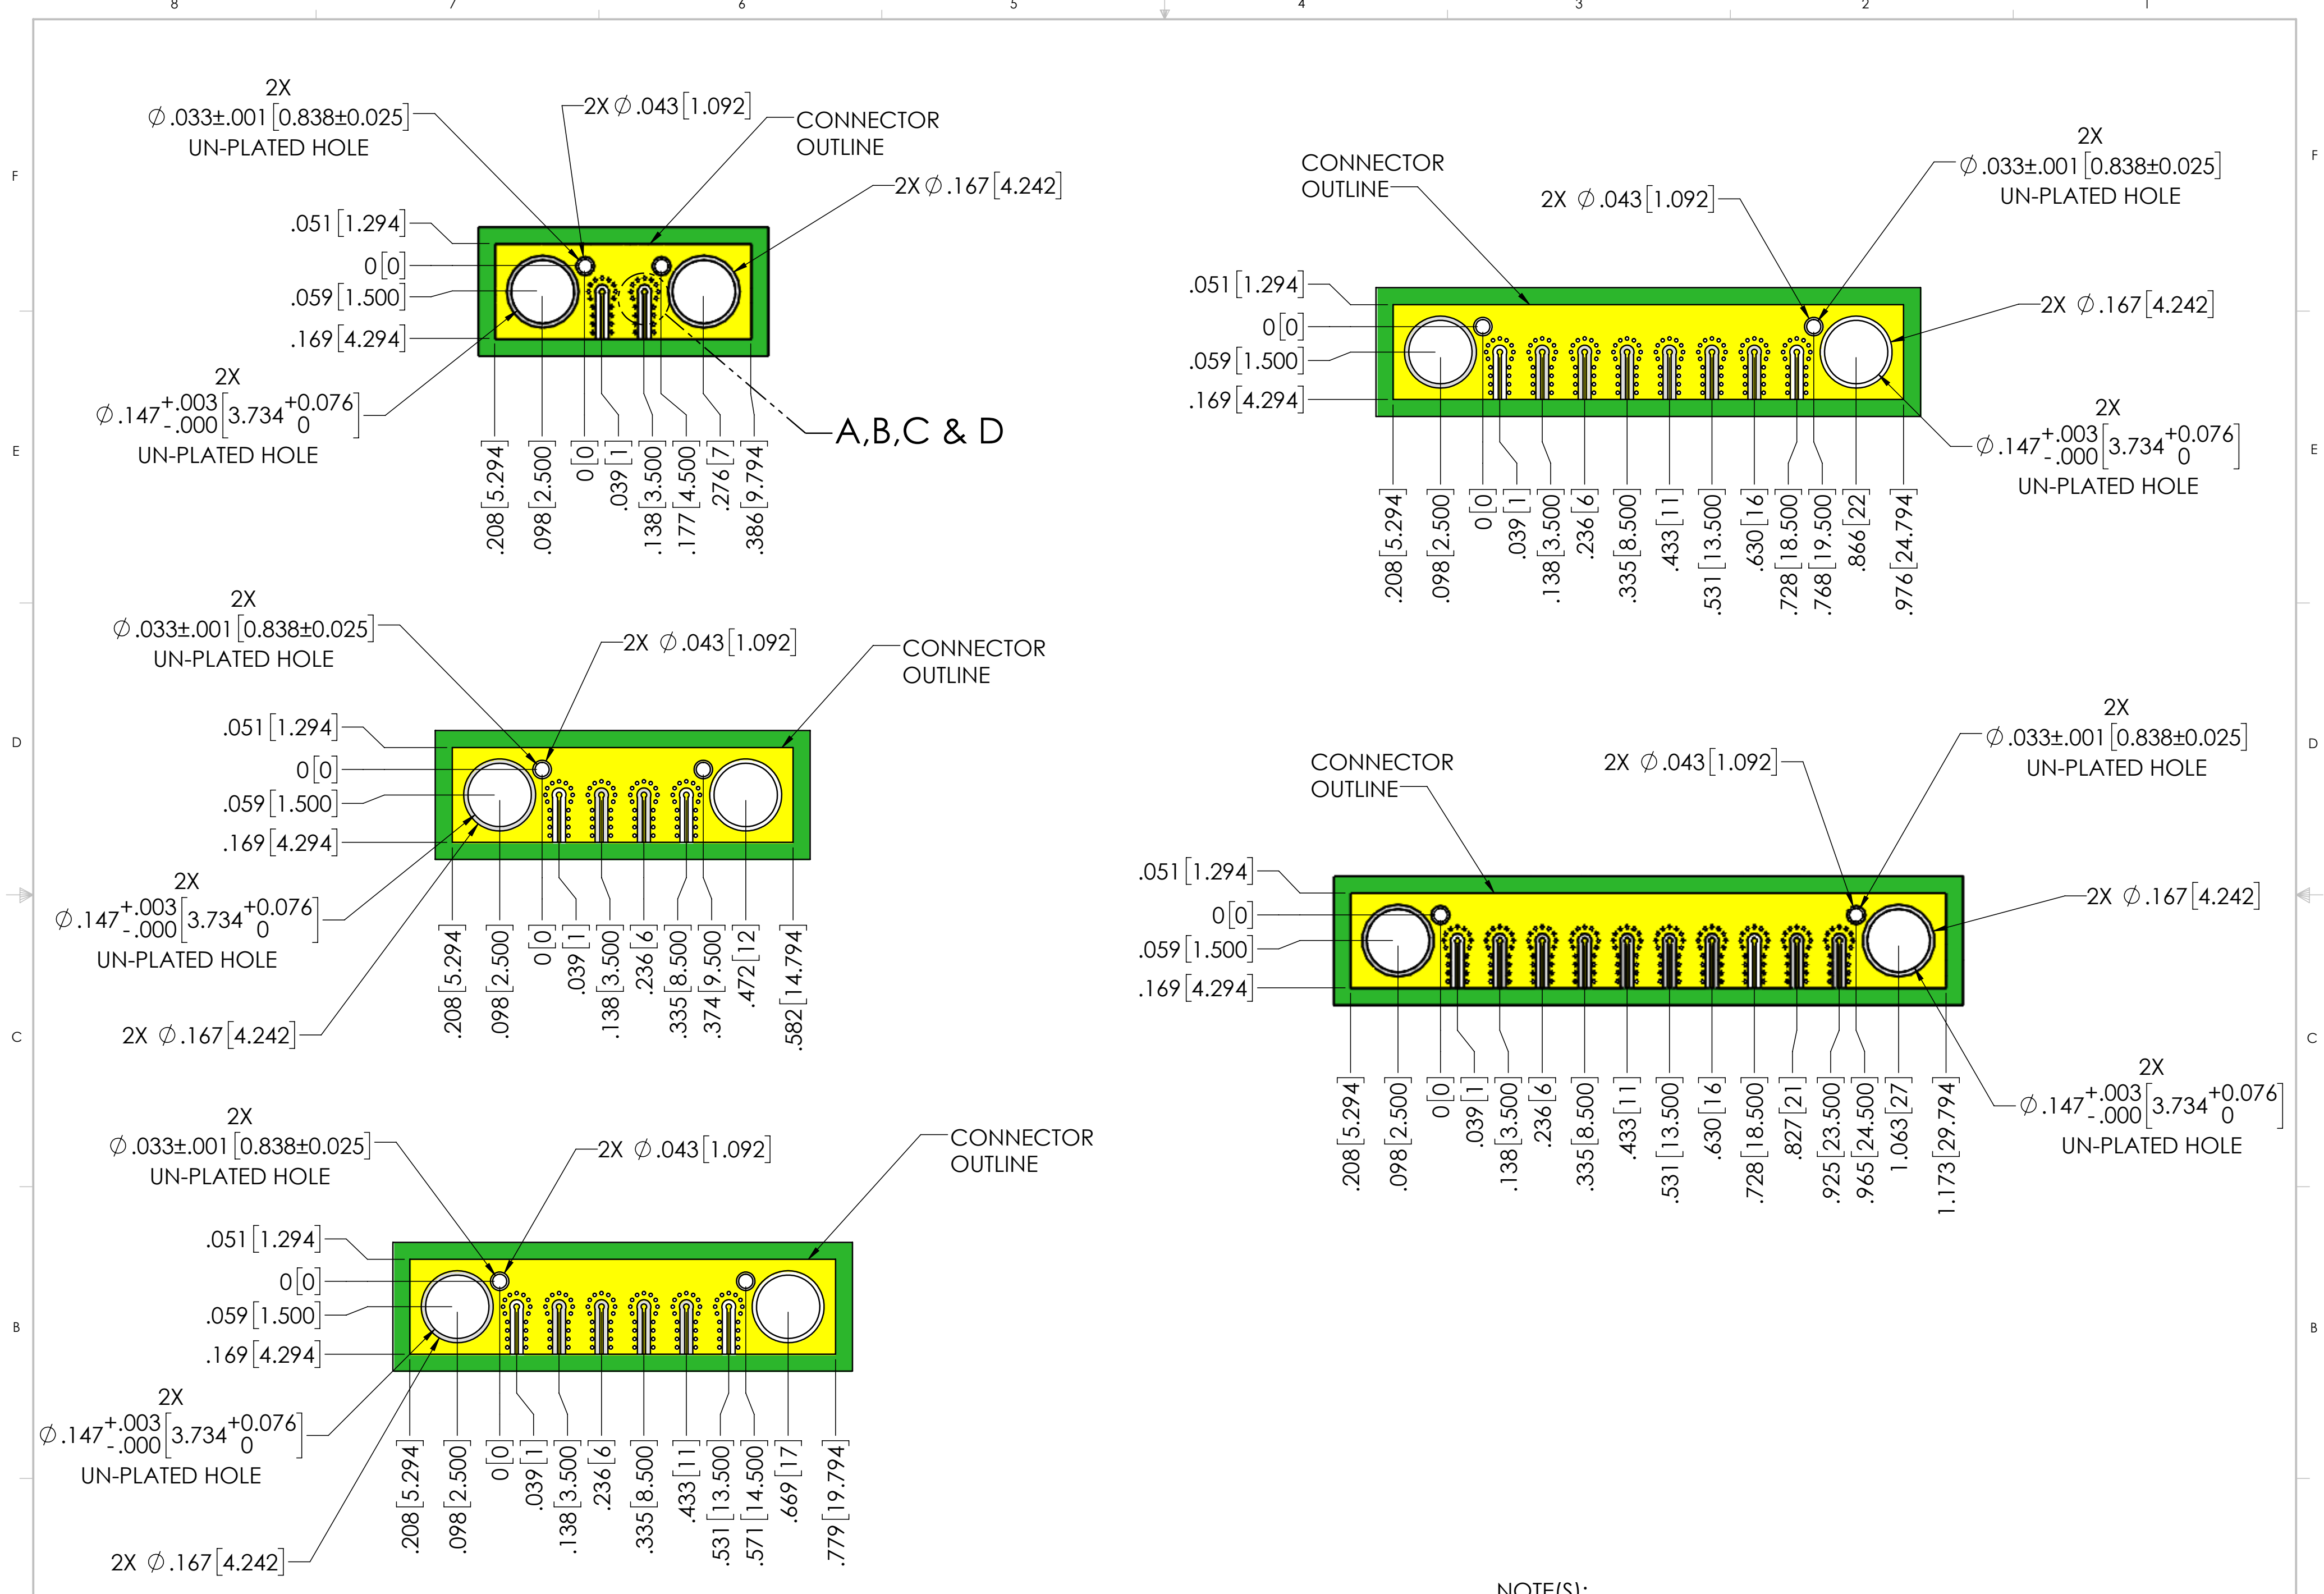 8 7 6 5 4 3 2 1
F
E
D
C
B
F
E
D
C
B
2X
∅.033±.001[0.838±0.025]
UN-PLATED HOLE
2X ∅.043[1.092]
CONNECTOR
OUTLINE
2X ∅.167[4.242]
.051[1.294]
0[0]
.059[1.500]
.169[4.294]
2X
∅.147+.003 -.000[3.734+0.076 0]
UN-PLATED HOLE
A,B,C & D
.208[5.294]
.098[2.500]
0[0]
.039[1]
.138[3.500]
.177[4.500]
.276[7]
.386[9.794]
2X
∅.033±.001[0.838±0.025]
UN-PLATED HOLE
2X ∅.043[1.092]
CONNECTOR
OUTLINE
.051[1.294]
0[0]
.059[1.500]
.169[4.294]
2X
∅.147+.003 -.000[3.734+0.076 0]
UN-PLATED HOLE
2X ∅.167[4.242]
.208[5.294]
.098[2.500]
0[0]
.039[1]
.138[3.500]
.236[6]
.335[8.500]
.374[9.500]
.472[12]
.582[14.794]
2X
∅.033±.001[0.838±0.025]
UN-PLATED HOLE
2X ∅.043[1.092]
CONNECTOR
OUTLINE
.051[1.294]
0[0]
.059[1.500]
.169[4.294]
2X
∅.147+.003 -.000[3.734+0.076 0]
UN-PLATED HOLE
2X ∅.167[4.242]
.208[5.294]
.098[2.500]
0[0]
.039[1]
.138[3.500]
.236[6]
.335[8.500]
.433[11]
.531[13.500]
.571[14.500]
.669[17]
.779[19.794]
CONNECTOR
OUTLINE
2X ∅.043[1.092]
2X
∅.033±.001[0.838±0.025]
UN-PLATED HOLE
2X ∅.167[4.242]
.051[1.294]
0[0]
.059[1.500]
.169[4.294]
2X
∅.147+.003 -.000[3.734+0.076 0]
UN-PLATED HOLE
.208[5.294]
.098[2.500]
0[0]
.039[1]
.138[3.500]
.236[6]
.335[8.500]
.433[11]
.531[13.500]
.630[16]
.728[18.500]
.768[19.500]
.866[22]
.976[24.794]
CONNECTOR
OUTLINE
2X ∅.043[1.092]
2X
∅.033±.001[0.838±0.025]
UN-PLATED HOLE
2X ∅.167[4.242]
.051[1.294]
0[0]
.059[1.500]
.169[4.294]
2X
∅.147+.003 -.000[3.734+0.076 0]
UN-PLATED HOLE
.208[5.294]
.098[2.500]
0[0]
.039[1]
.138[3.500]
.236[6]
.335[8.500]
.433[11]
.531[13.500]
.630[16]
.728[18.500]
.827[21]
.925[23.500]
.965[24.500]
1.063[27]
1.173[29.794]
NOTE(S):